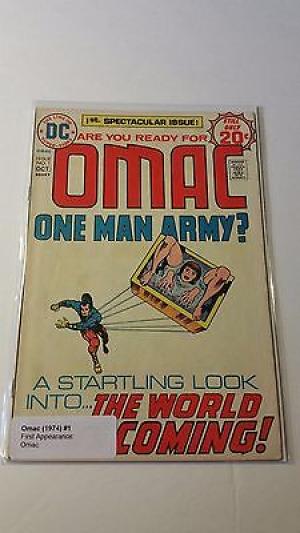 1st. SPECTACULAR ISSUE!
DC
ISSUE
NO. 1
OCT.
ARE YOU READY FOR
STILL ONLY
20¢
OMAC
ONE MAN ARMY?
A STARTLING LOOK
INTO... THE WORLD
COMING!
Omac (1974) #1
First Appearance:
Omac